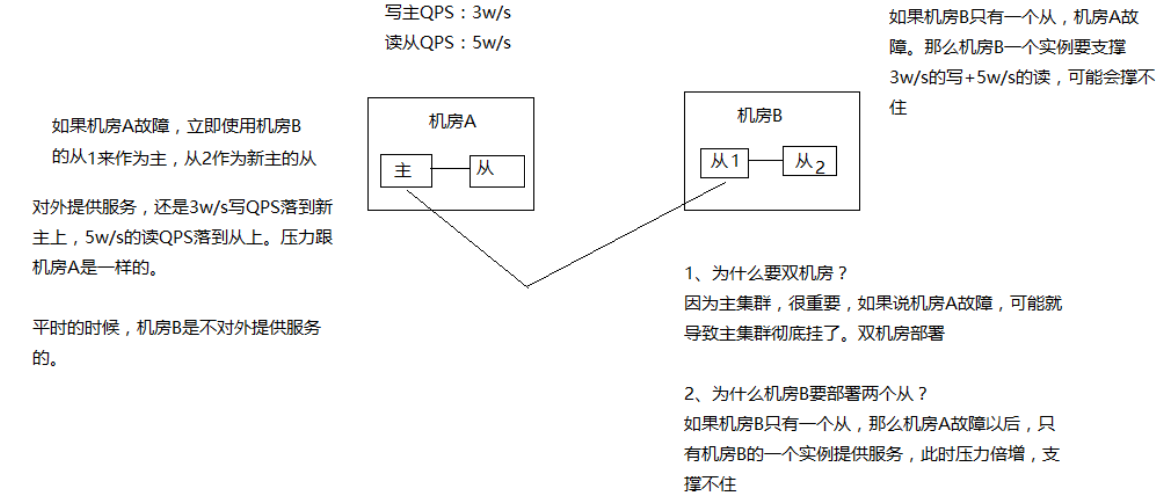 写主QPS：3w/s
读从QPS：5w/s
如果机房B只有一个从，机房A故
障。那么机房B一个实例要支撑
3w/s的写+5w/s的读，可能会撑不
住
如果机房A故障，立即使用机房B
的从1来作为主，从2作为新主的从
对外提供服务，还是3w/s写QPS落到新
主上，5w/s的读QPS落到从上。压力跟
机房A是一样的。
平时的时候，机房B是不对外提供服务
的。
机房A
主
从
机房B
从1
从2
1、为什么要双机房？
因为主集群，很重要，如果说机房A故障，可能就
导致主集群彻底挂了。双机房部署
2、为什么机房B要部署两个从？
如果机房B只有一个从，那么机房A故障以后，只
有机房B的一个实例提供服务，此时压力倍增，支
撑不住